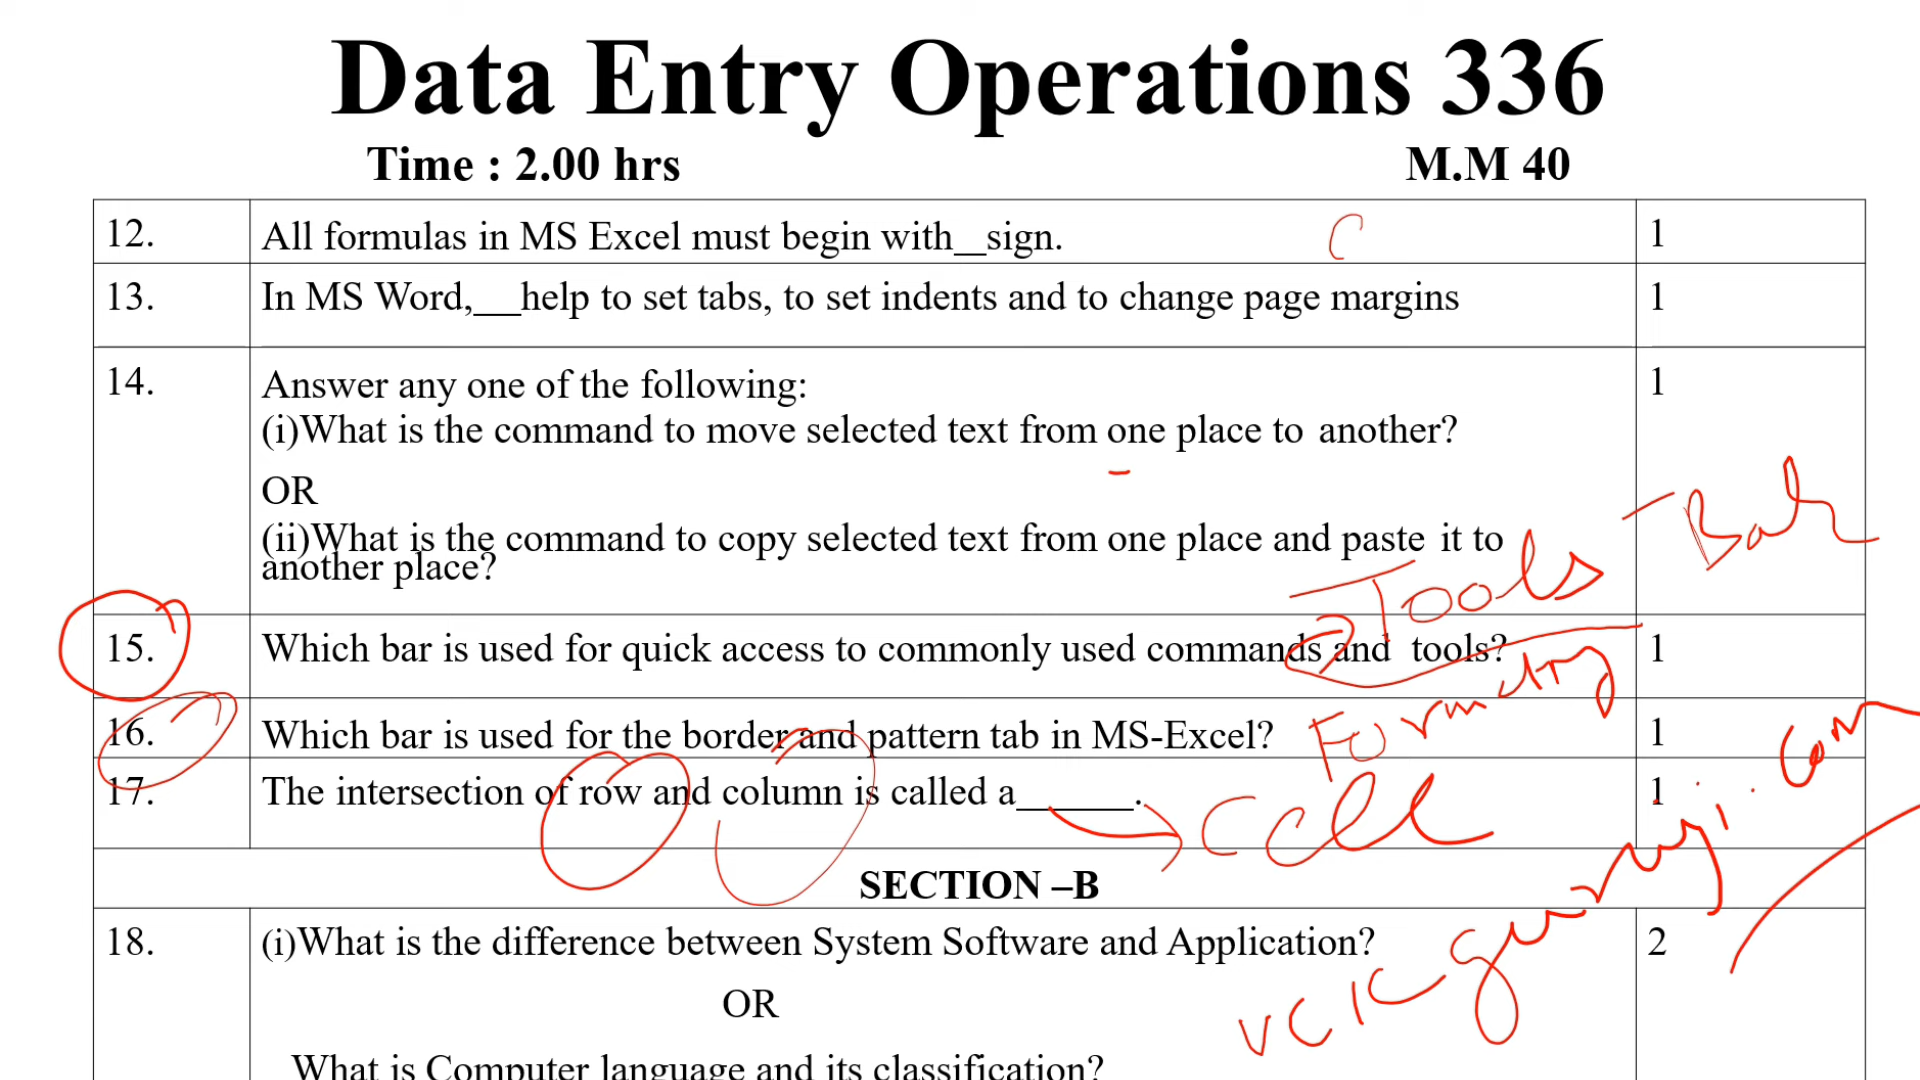 Data Entry Operations 336
Time : 2.00 hrs M.M 40
12. All formulas in MS Excel must begin with__sign. C 1
13. In MS Word,__help to set tabs, to set indents and to change page margins 1
14. Answer any one of the following: 1
(i)What is the command to move selected text from one place to another?
OR
(ii)What is the command to copy selected text from one place and paste it to
another place?
Tools - Bar
15. Which bar is used for quick access to commonly used commands and tools? 1
16. Which bar is used for the border and pattern tab in MS-Excel? 1
17. The intersection of row and column is called a______. Cell 1
SECTION –B
18. (i)What is the difference between System Software and Application? 2
OR
What is Computer language and its classification?